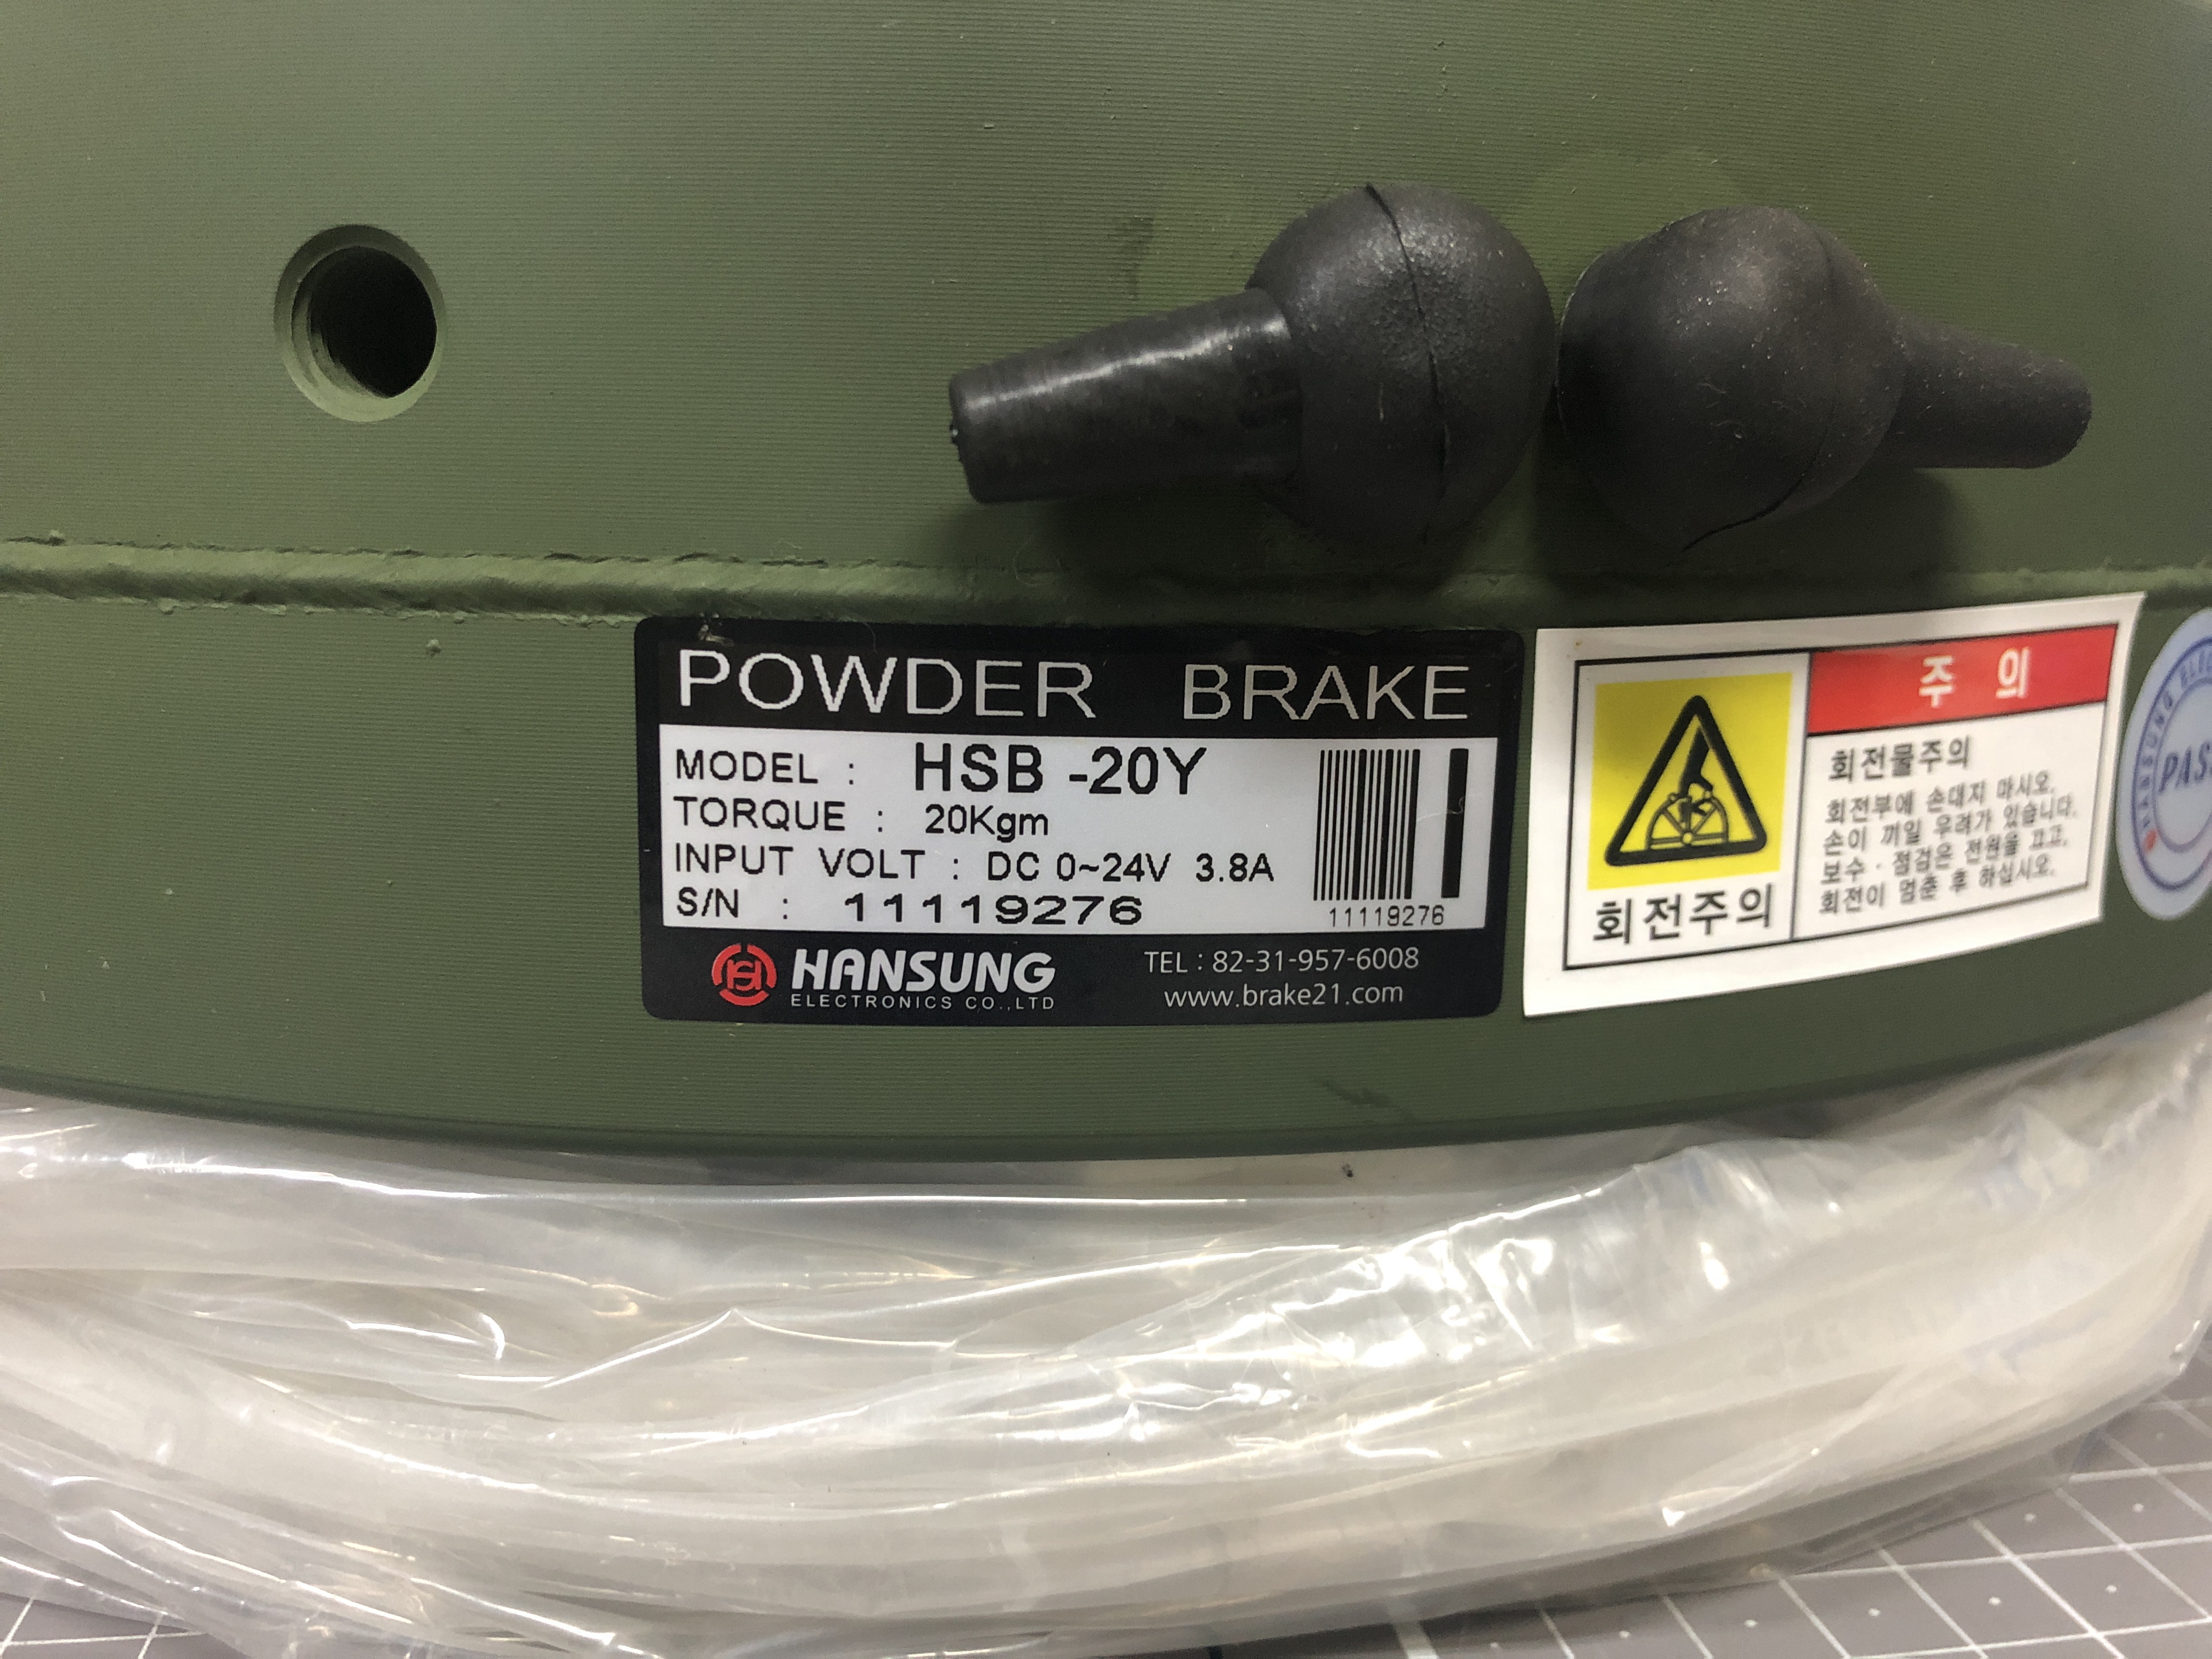 POWDER BRAKE
MODEL : HSB -20Y
TORQUE : 20Kgm
INPUT VOLT : DC 0~24V 3.8A
S/N : 11119276
11119276
HANSUNG
ELECTRONICS CO.,LTD
TEL : 82-31-957-6008
www.brake21.com
주 의
회전주의
회전물주의
회전부에 손대지 마시오.
손이 끼일 우려가 있습니다.
보수 · 점검은 전원을 끄고,
회전이 멈춘 후 하십시오.
HANSUNG